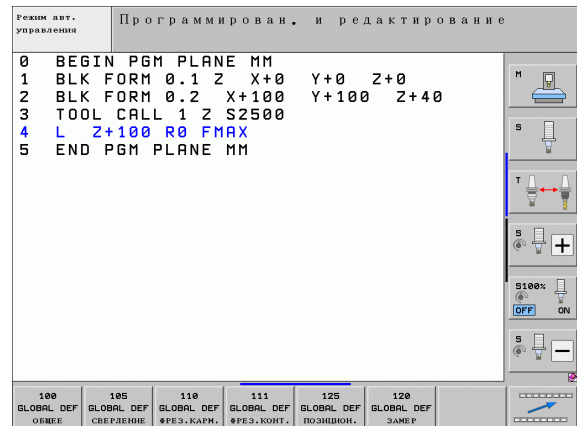 Режим авт.
управления
Программирован. и редактирование
0 BEGIN PGM PLANE MM
1 BLK FORM 0.1 Z X+0 Y+0 Z+0
2 BLK FORM 0.2 X+100 Y+100 Z+40
3 TOOL CALL 1 Z S2500
4 L Z+100 R0 FMAX
5 END PGM PLANE MM
M
S
T
S
+
S100%
OFF ON
S
−
100 GLOBAL DEF ОБЩЕЕ
105 GLOBAL DEF СВЕРЛЕНИЕ
110 GLOBAL DEF ФРЕЗ.КАРМ.
111 GLOBAL DEF ФРЕЗ.КОНТ.
125 GLOBAL DEF ПОЗИЦИОН.
120 GLOBAL DEF ЗАМЕР